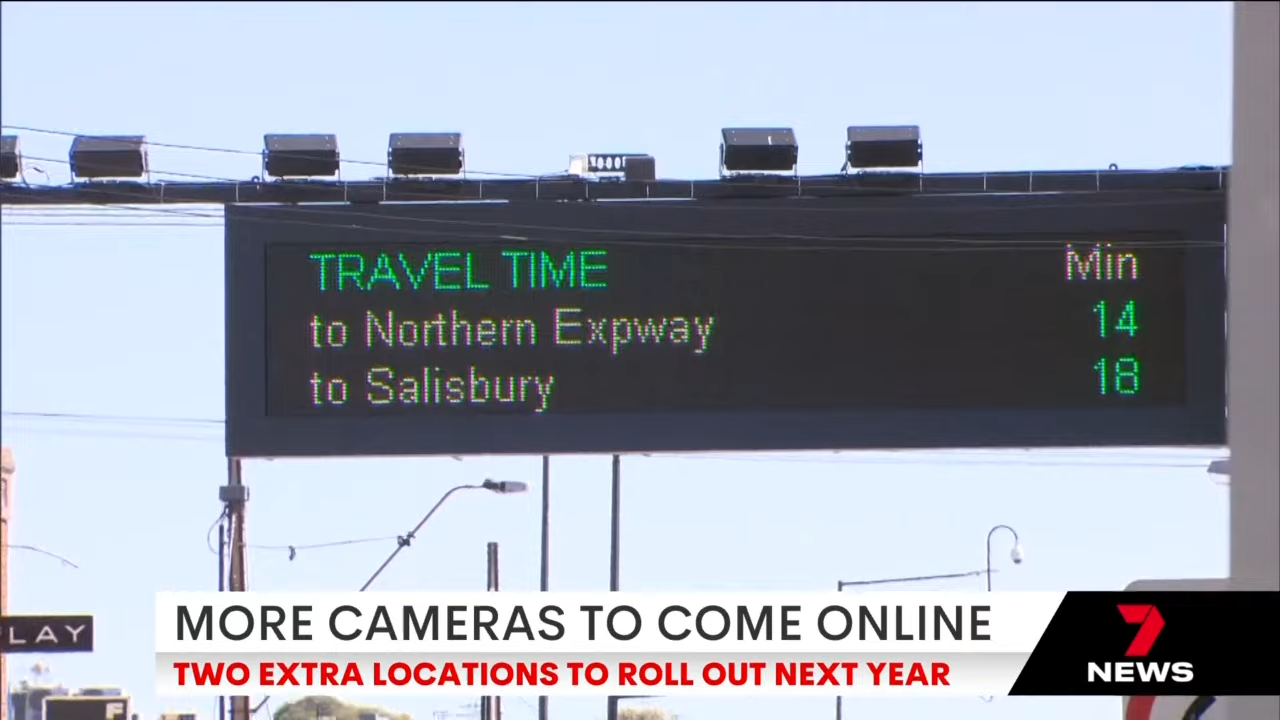 TRAVEL TIME Min
to Northern Expway 14
to Salisbury 18
PLAY
MORE CAMERAS TO COME ONLINE
TWO EXTRA LOCATIONS TO ROLL OUT NEXT YEAR
7
NEWS